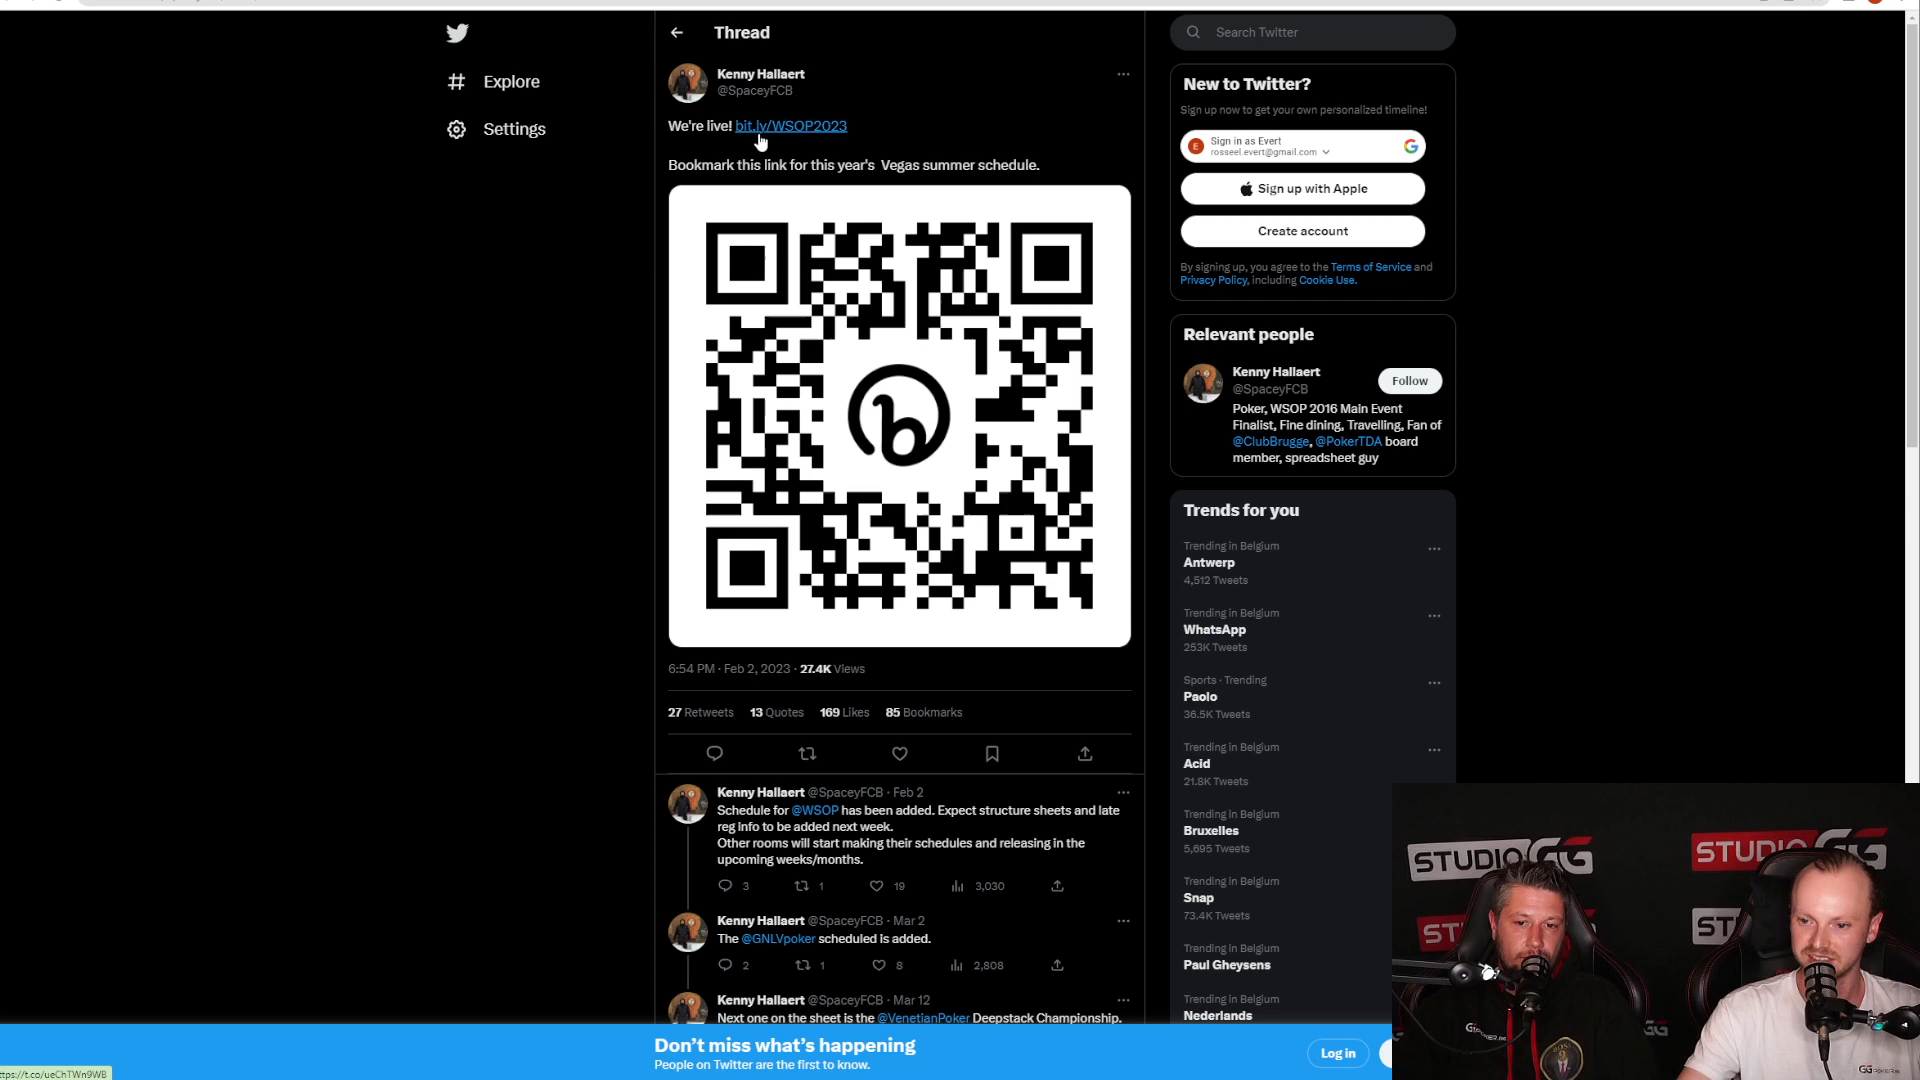 Thread
Search Twitter
Explore
Settings
Kenny Hallaert
@SpaceyFCB
We're live! bit.ly/WSOP2023
Bookmark this link for this year's Vegas summer schedule.
6:54 PM · Feb 2, 2023 · 27.4K Views
27 Retweets 13 Quotes 169 Likes 85 Bookmarks
Kenny Hallaert @SpaceyFCB · Feb 2
Schedule for @WSOP has been added. Expect structure sheets and late
reg info to be added next week.
Other rooms will start making their schedules and releasing in the
upcoming weeks/months.
3 1 19 3,030
Kenny Hallaert @SpaceyFCB · Mar 2
The @GNLVpoker scheduled is added.
2 1 8 2,808
Kenny Hallaert @SpaceyFCB · Mar 12
Next one on the sheet is the @VenetianPoker Deepstack Championship.
New to Twitter?
Sign up now to get your own personalized timeline!
E
Sign in as Evert
rosseel.evert@gmail.com
Sign up with Apple
Create account
By signing up, you agree to the Terms of Service and
Privacy Policy, including Cookie Use.
Relevant people
Kenny Hallaert
@SpaceyFCB
Follow
Poker, WSOP 2016 Main Event
Finalist, Fine dining, Travelling, Fan of
@ClubBrugge, @PokerTDA board
member, spreadsheet guy
Trends for you
Trending in Belgium
Antwerp
4,512 Tweets
Trending in Belgium
WhatsApp
253K Tweets
Sports · Trending
Paolo
36.5K Tweets
Trending in Belgium
Acid
21.8K Tweets
Trending in Belgium
Bruxelles
5,695 Tweets
Trending in Belgium
Snap
73.4K Tweets
Trending in Belgium
Paul Gheysens
Trending in Belgium
Nederlands
Don't miss what's happening
People on Twitter are the first to know.
Log in
ttps://t.co/ueChTWn9WB
STUDIO GG
STUDIO GG
ST
ST